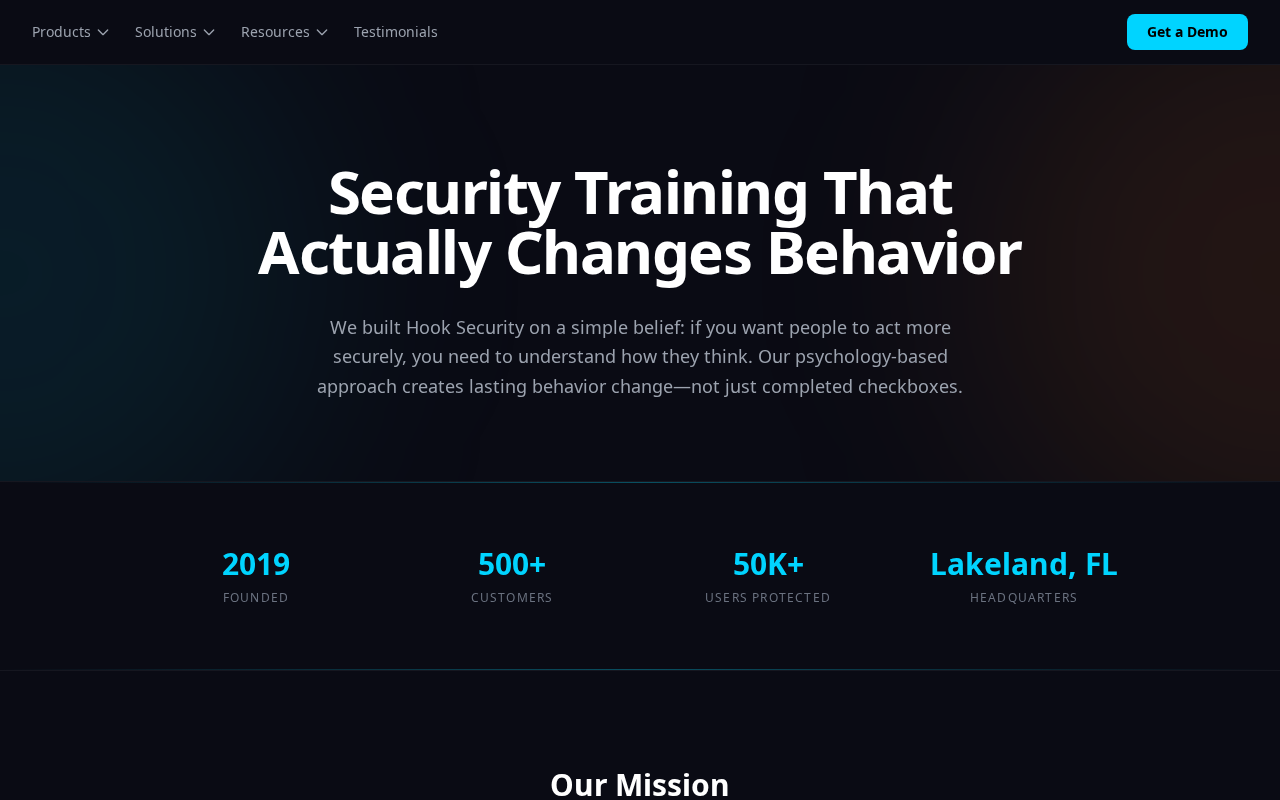 Products
Solutions
Resources
Testimonials
Get a Demo
Security Training That
Actually Changes Behavior
We built Hook Security on a simple belief: if you want people to act more
securely, you need to understand how they think. Our psychology-based
approach creates lasting behavior change—not just completed checkboxes.
2019
FOUNDED
500+
CUSTOMERS
50K+
USERS PROTECTED
Lakeland, FL
HEADQUARTERS
Our Mission